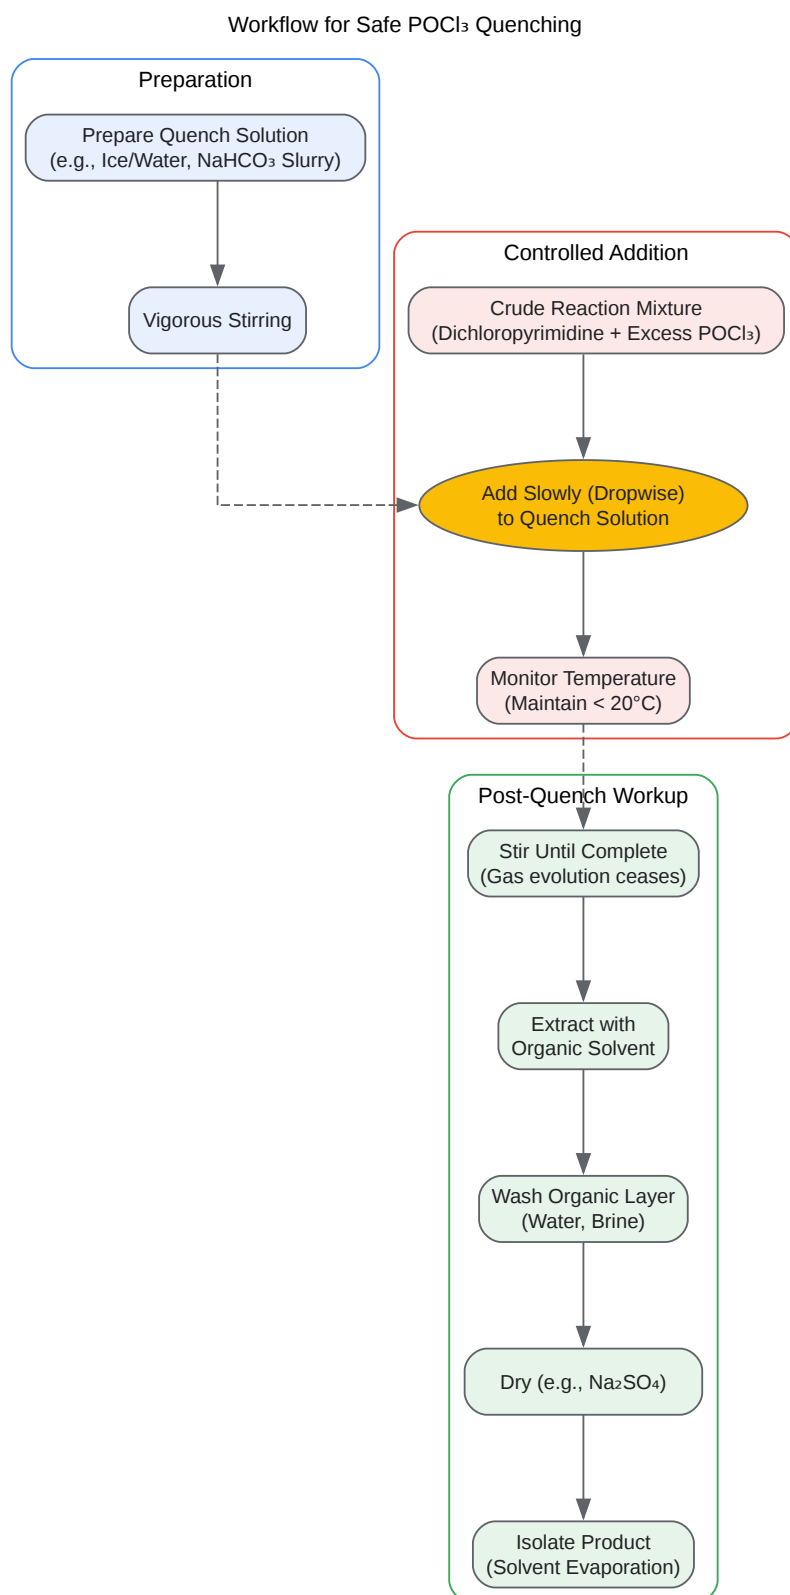 Workflow for Safe POCl₃ Quenching
Preparation
Prepare Quench Solution
(e.g., Ice/Water, NaHCO₃ Slurry)
Vigorous Stirring
Controlled Addition
Crude Reaction Mixture
(Dichloropyrimidine + Excess POCl₃)
Add Slowly (Dropwise)
to Quench Solution
Monitor Temperature
(Maintain < 20°C)
Post-Quench Workup
Stir Until Complete
(Gas evolution ceases)
Extract with
Organic Solvent
Wash Organic Layer
(Water, Brine)
Dry (e.g., Na₂SO₄)
Isolate Product
(Solvent Evaporation)